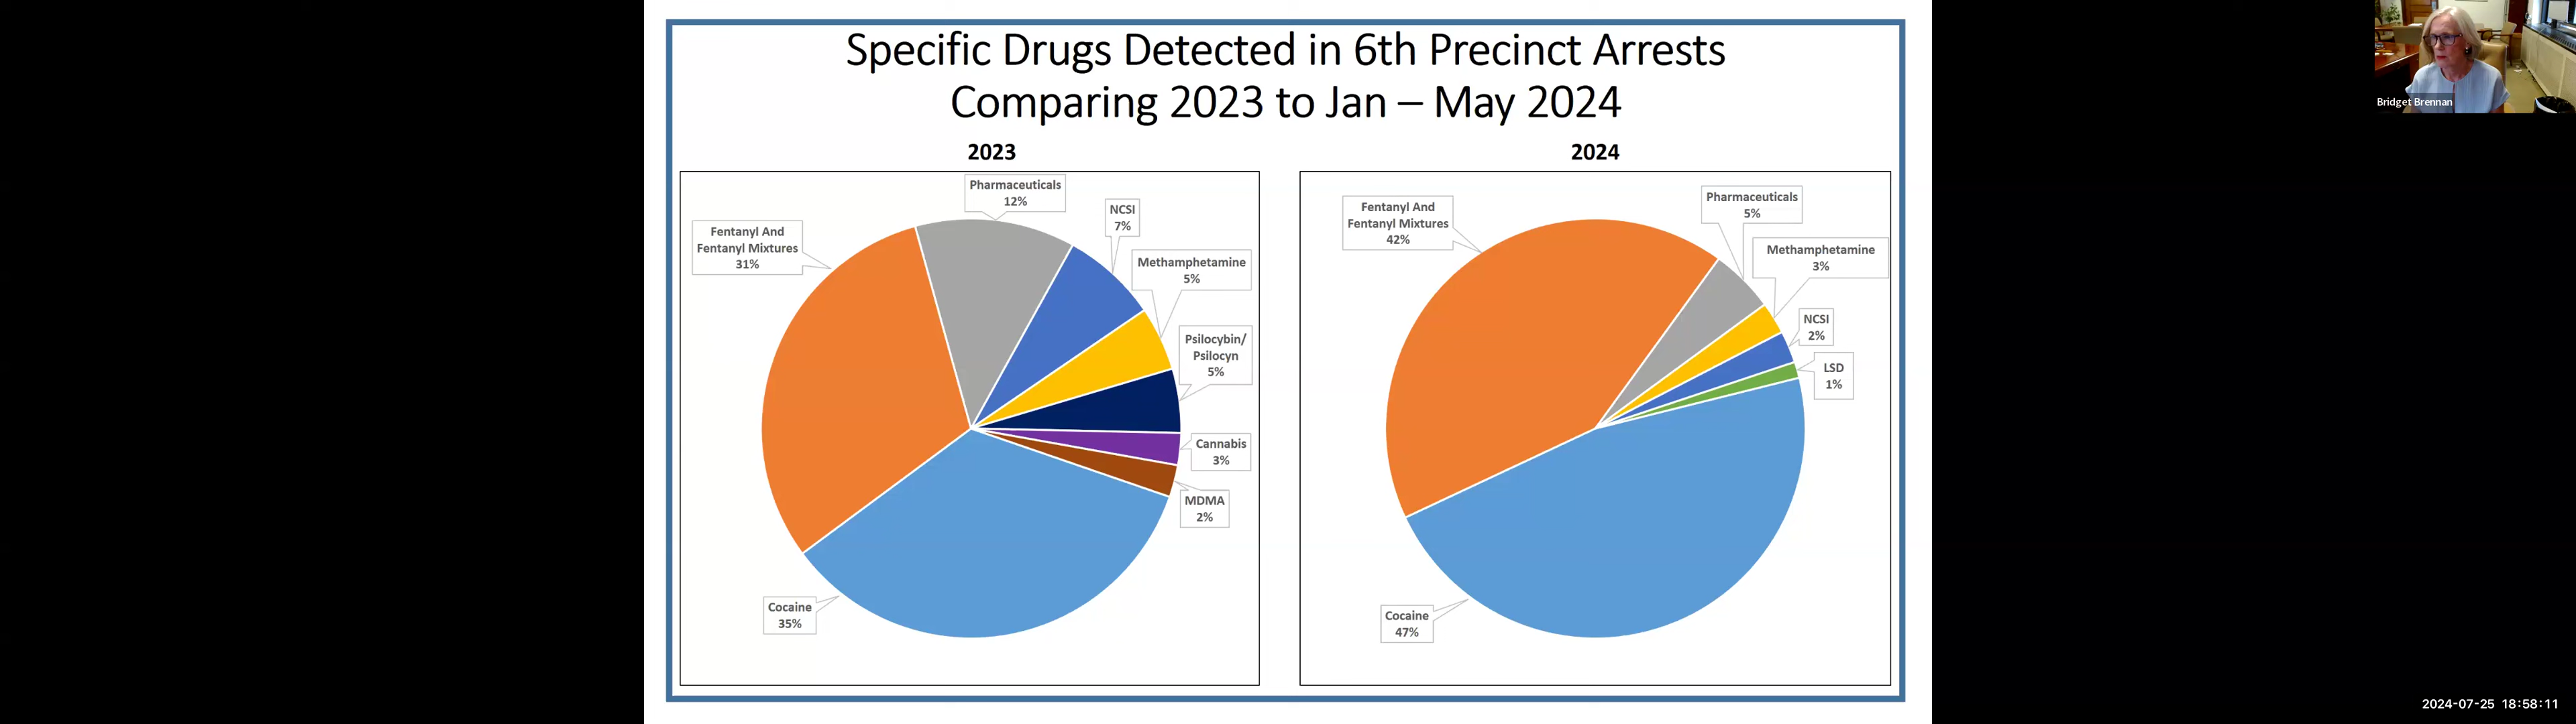 Specific Drugs Detected in 6th Precinct Arrests
Comparing 2023 to Jan – May 2024
2023
Pharmaceuticals
12%
NCSI
7%
Fentanyl And
Fentanyl Mixtures
31%
Methamphetamine
5%
Psilocybin/
Psilocyn
5%
Cannabis
3%
MDMA
2%
Cocaine
35%
2024
Pharmaceuticals
5%
Fentanyl And
Fentanyl Mixtures
42%
Methamphetamine
3%
NCSI
2%
LSD
1%
Cocaine
47%
Bridget Brennan
2024-07-25 18:58:11